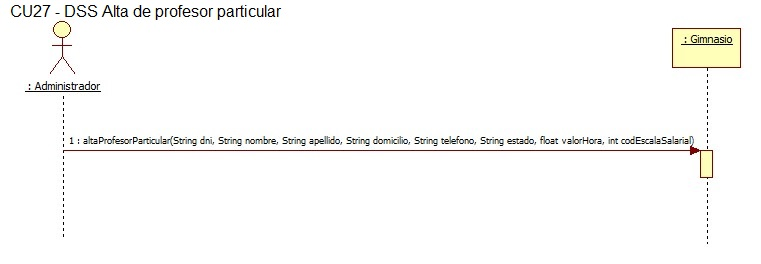 CU27 - DSS Alta de profesor particular
: Gimnasio
: Administrador
1 : altaProfesorParticular(String dni, String nombre, String apellido, String domicilio, String telefono, String estado, float valorHora, int codEscalaSalarial)